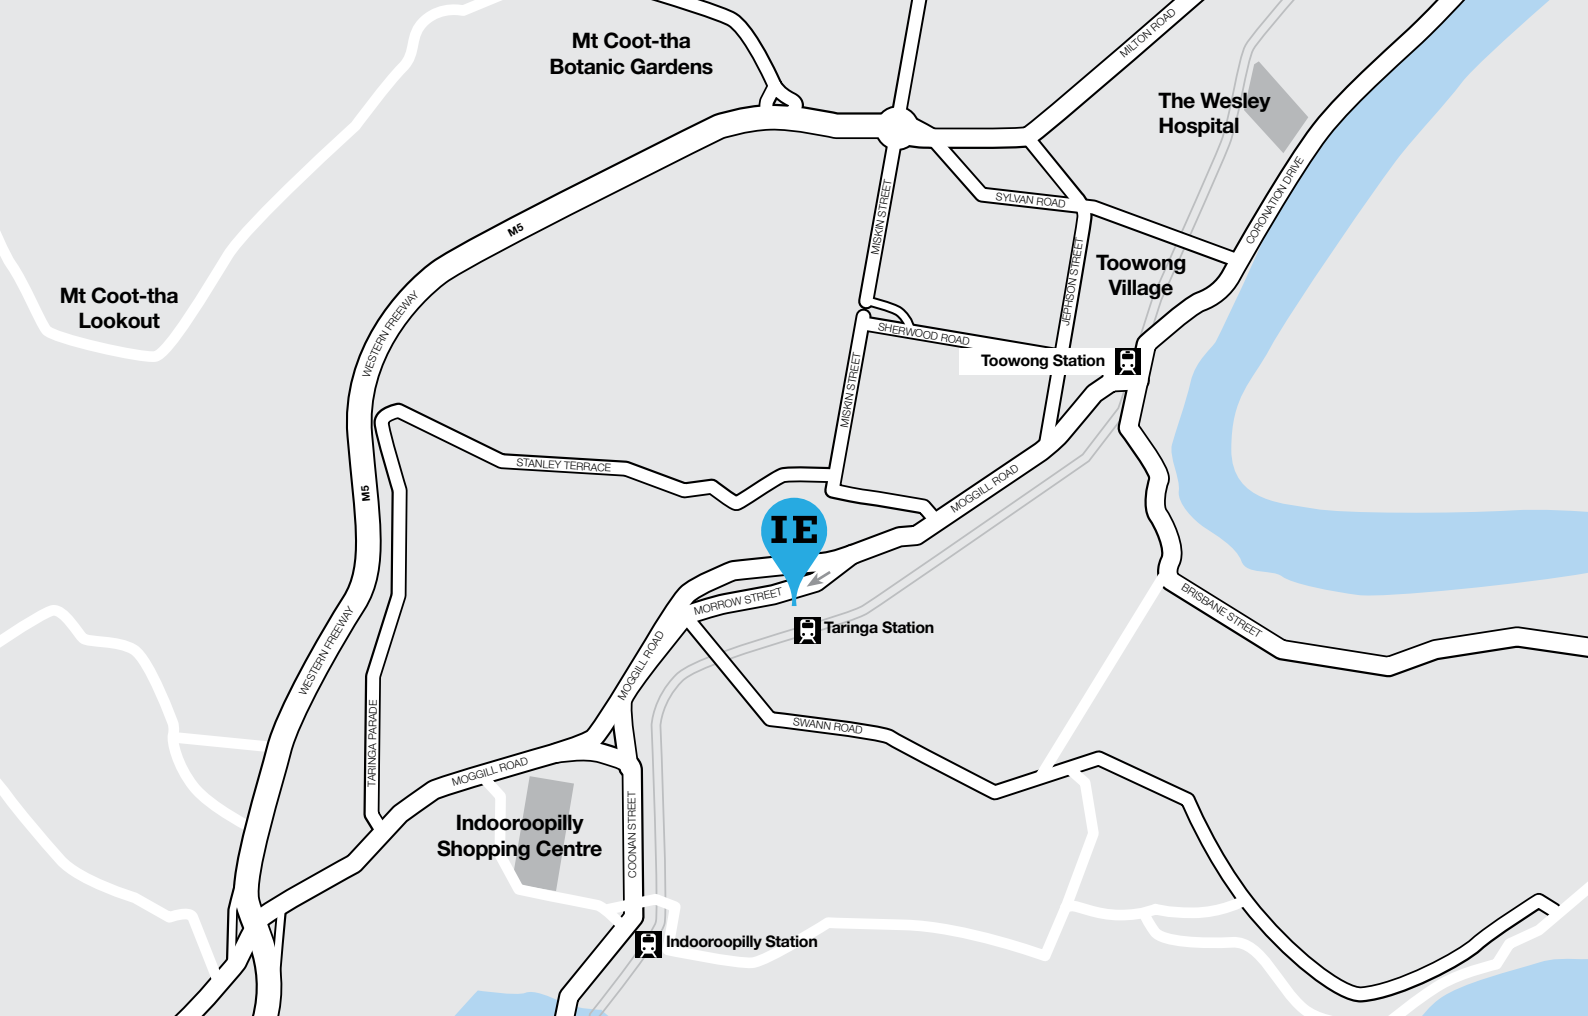 MILTON ROAD
Mt Coot-tha
Botanic Gardens
The Wesley
Hospital
CORONATION DRIVE
SYLVAN ROAD
MISKIN STREET
M5
JEPHSON STREET
Toowong
Village
Mt Coot-tha
Lookout
WESTERN FREEWAY
SHERWOOD ROAD
Toowong Station
MISKIN STREET
STANLEY TERRACE
M5
MOGGILL ROAD
IE
MORROW STREET
BRISBANE STREET
Taringa Station
WESTERN FREEWAY
MOGGILL ROAD
SWANN ROAD
TARINGA PARADE
MOGGILL ROAD
COONAN STREET
Indooroopilly
Shopping Centre
Indooroopilly Station